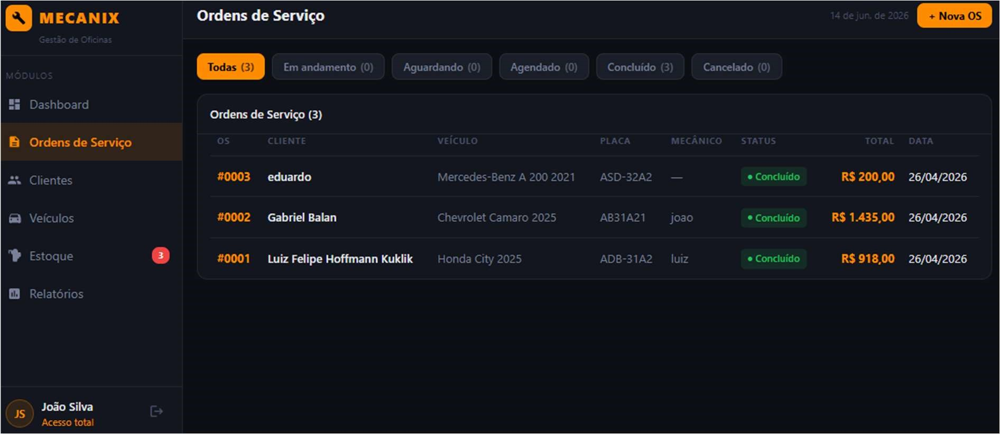 MECANIX
Gestão de Oficinas
MÓDULOS
Dashboard
Ordens de Serviço
Clientes
Veículos
Estoque 3
Relatórios
JS
João Silva
Acesso total
Ordens de Serviço
14 de jun. de 2026
+ Nova OS
Todas (3) Em andamento (0) Aguardando (0) Agendado (0) Concluído (3) Cancelado (0)
Ordens de Serviço (3)
OS CLIENTE VEÍCULO PLACA MECÂNICO STATUS TOTAL DATA
#0003 eduardo Mercedes-Benz A 200 2021 ASD-32A2 — • Concluído R$ 200,00 26/04/2026
#0002 Gabriel Balan Chevrolet Camaro 2025 AB31A21 joao • Concluído R$ 1.435,00 26/04/2026
#0001 Luiz Felipe Hoffmann Kuklik Honda City 2025 ADB-31A2 luiz • Concluído R$ 918,00 26/04/2026